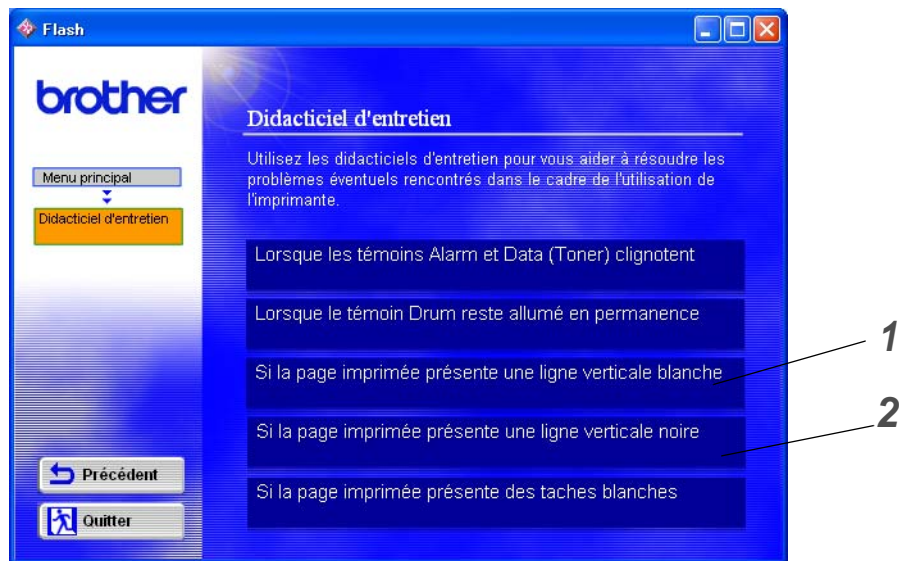 Flash
brother
Menu principal
Didacticiel d'entretien
Précédent
Quitter
Didacticiel d'entretien
Utilisez les didacticiels d'entretien pour vous aider à résoudre les
problèmes éventuels rencontrés dans le cadre de l'utilisation de
l'imprimante.
Lorsque les témoins Alarm et Data (Toner) clignotent
Lorsque le témoin Drum reste allumé en permanence
Si la page imprimée présente une ligne verticale blanche
Si la page imprimée présente une ligne verticale noire
Si la page imprimée présente des taches blanches
1
2